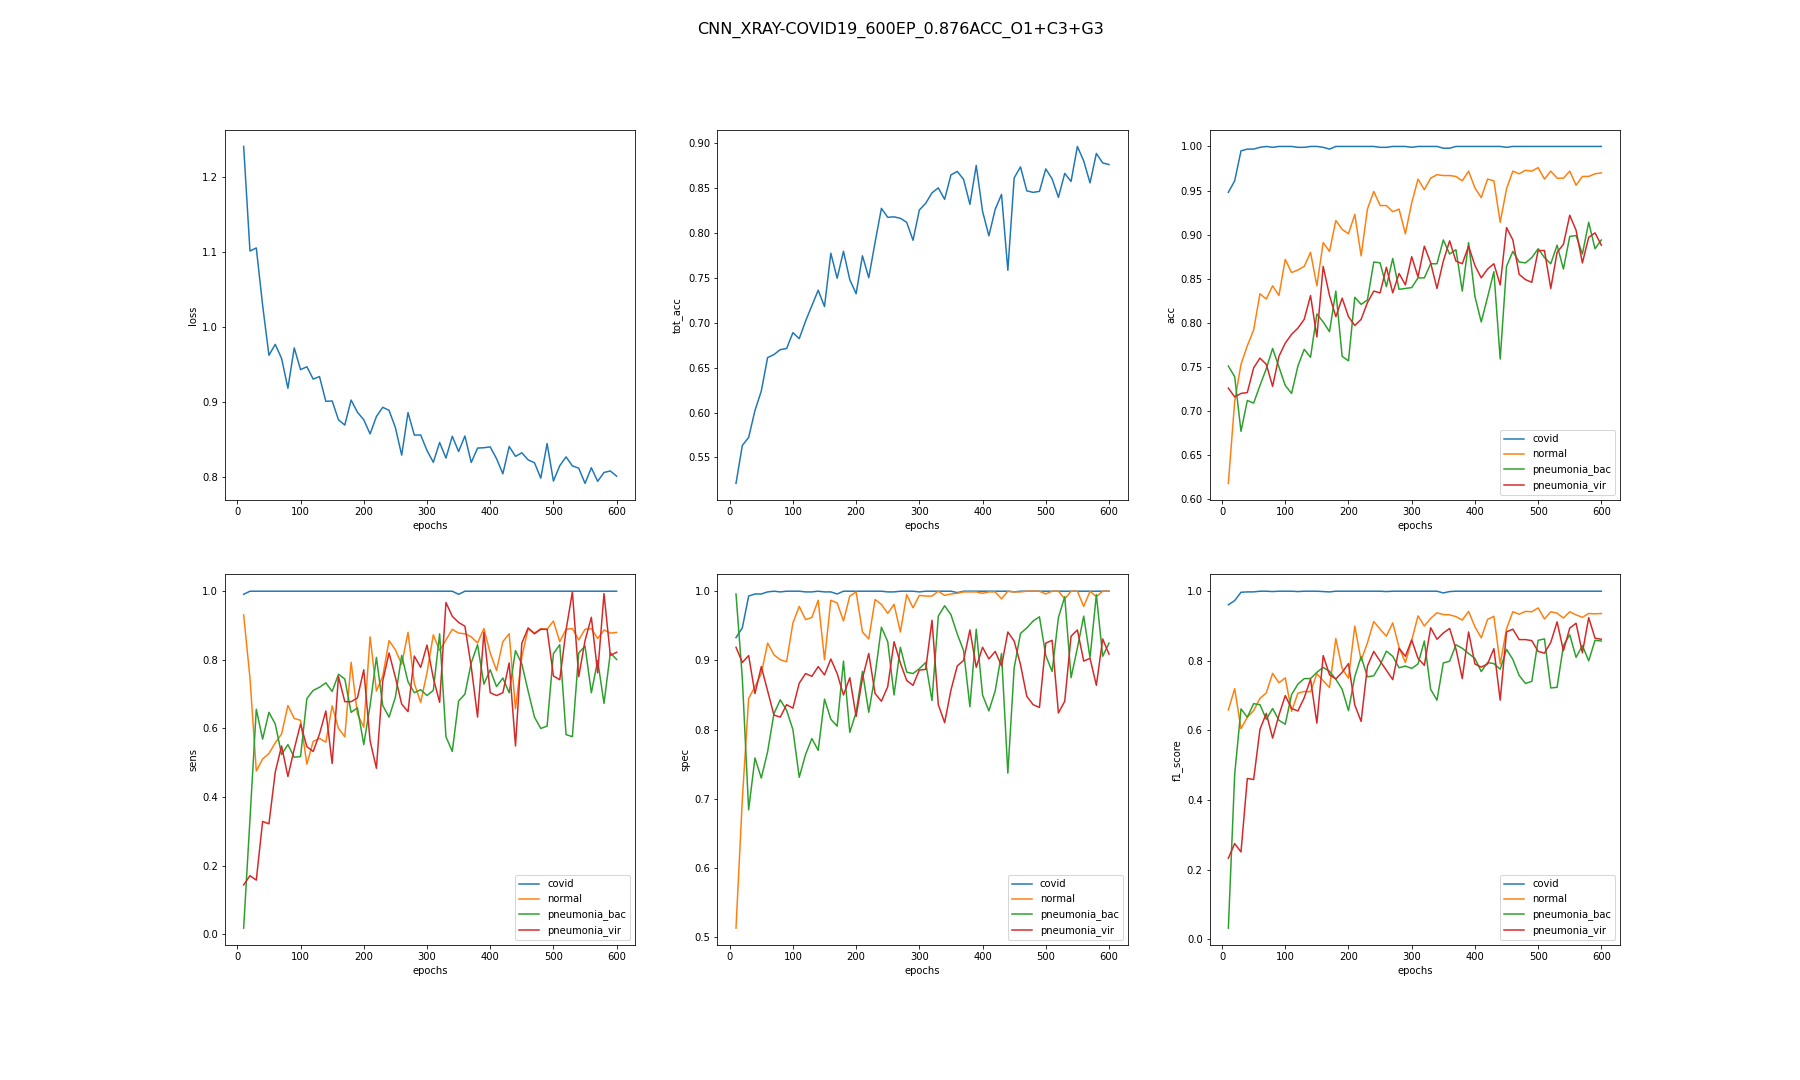 CNN_XRAY-COVID19_600EP_0.876ACC_O1+C3+G3
loss
1.2
1.1
1.0
0.9
0.8
0 100 200 300 400 500 600
epochs
tot_acc
0.90
0.85
0.80
0.75
0.70
0.65
0.60
0.55
0 100 200 300 400 500 600
epochs
acc
1.00
0.95
0.90
0.85
0.80
0.75
0.70
0.65
0.60
covid
normal
pneumonia_bac
pneumonia_vir
0 100 200 300 400 500 600
epochs
sens
1.0
0.8
0.6
0.4
0.2
0.0
covid
normal
pneumonia_bac
pneumonia_vir
0 100 200 300 400 500 600
epochs
spec
1.0
0.9
0.8
0.7
0.6
0.5
covid
normal
pneumonia_bac
pneumonia_vir
0 100 200 300 400 500 600
epochs
f1_score
1.0
0.8
0.6
0.4
0.2
0.0
covid
normal
pneumonia_bac
pneumonia_vir
0 100 200 300 400 500 600
epochs